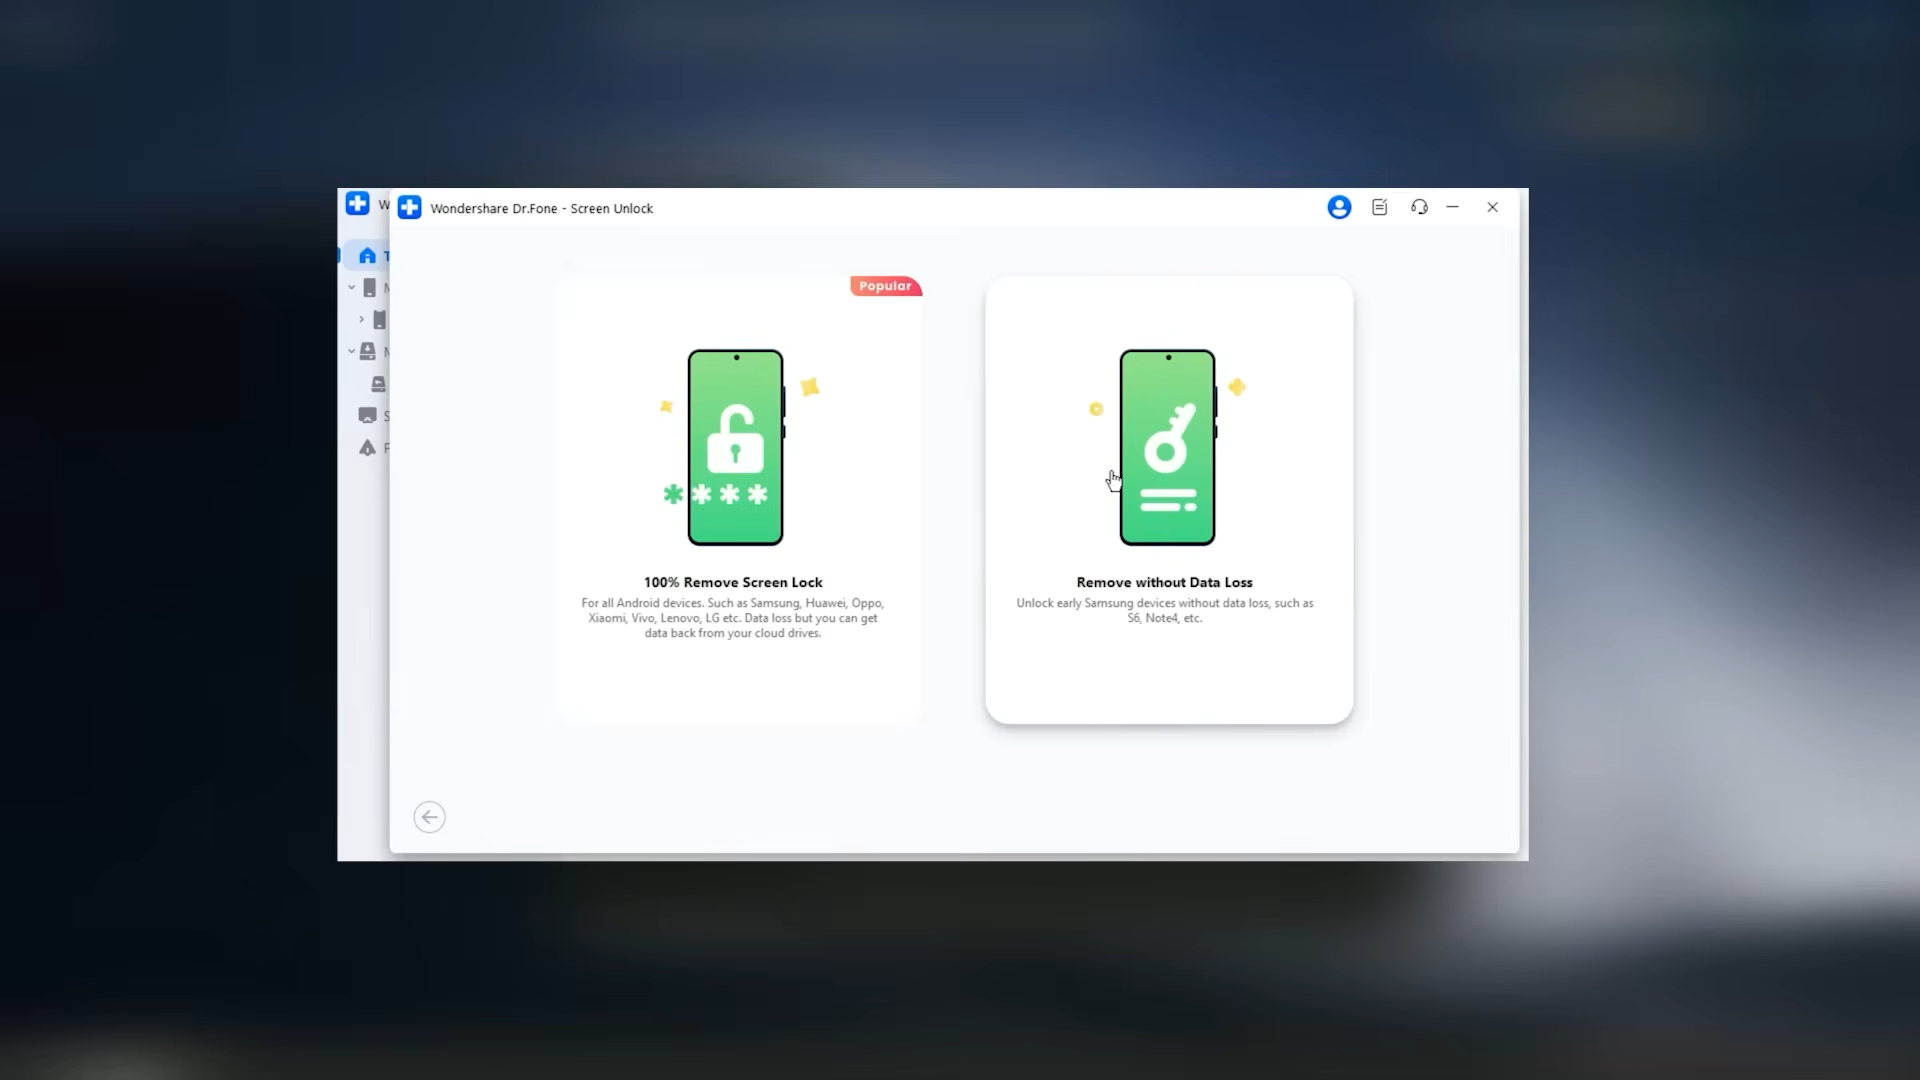 W
Wondershare Dr.Fone - Screen Unlock
T
M
M
S
F
Popular
****
100% Remove Screen Lock
For all Android devices. Such as Samsung, Huawei, Oppo,
Xiaomi, Vivo, Lenovo, LG etc. Data loss but you can get
data back from your cloud drives.
Remove without Data Loss
Unlock early Samsung devices without data loss, such as
S6, Note4, etc.